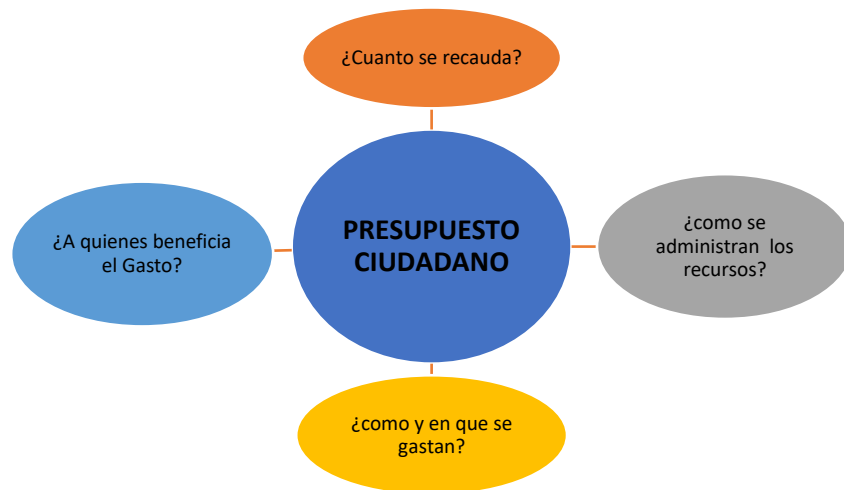 ¿Cuanto se recauda?
¿A quienes beneficia
el Gasto?
PRESUPUESTO
CIUDADANO
¿como se
administran los
recursos?
¿como y en que se
gastan?